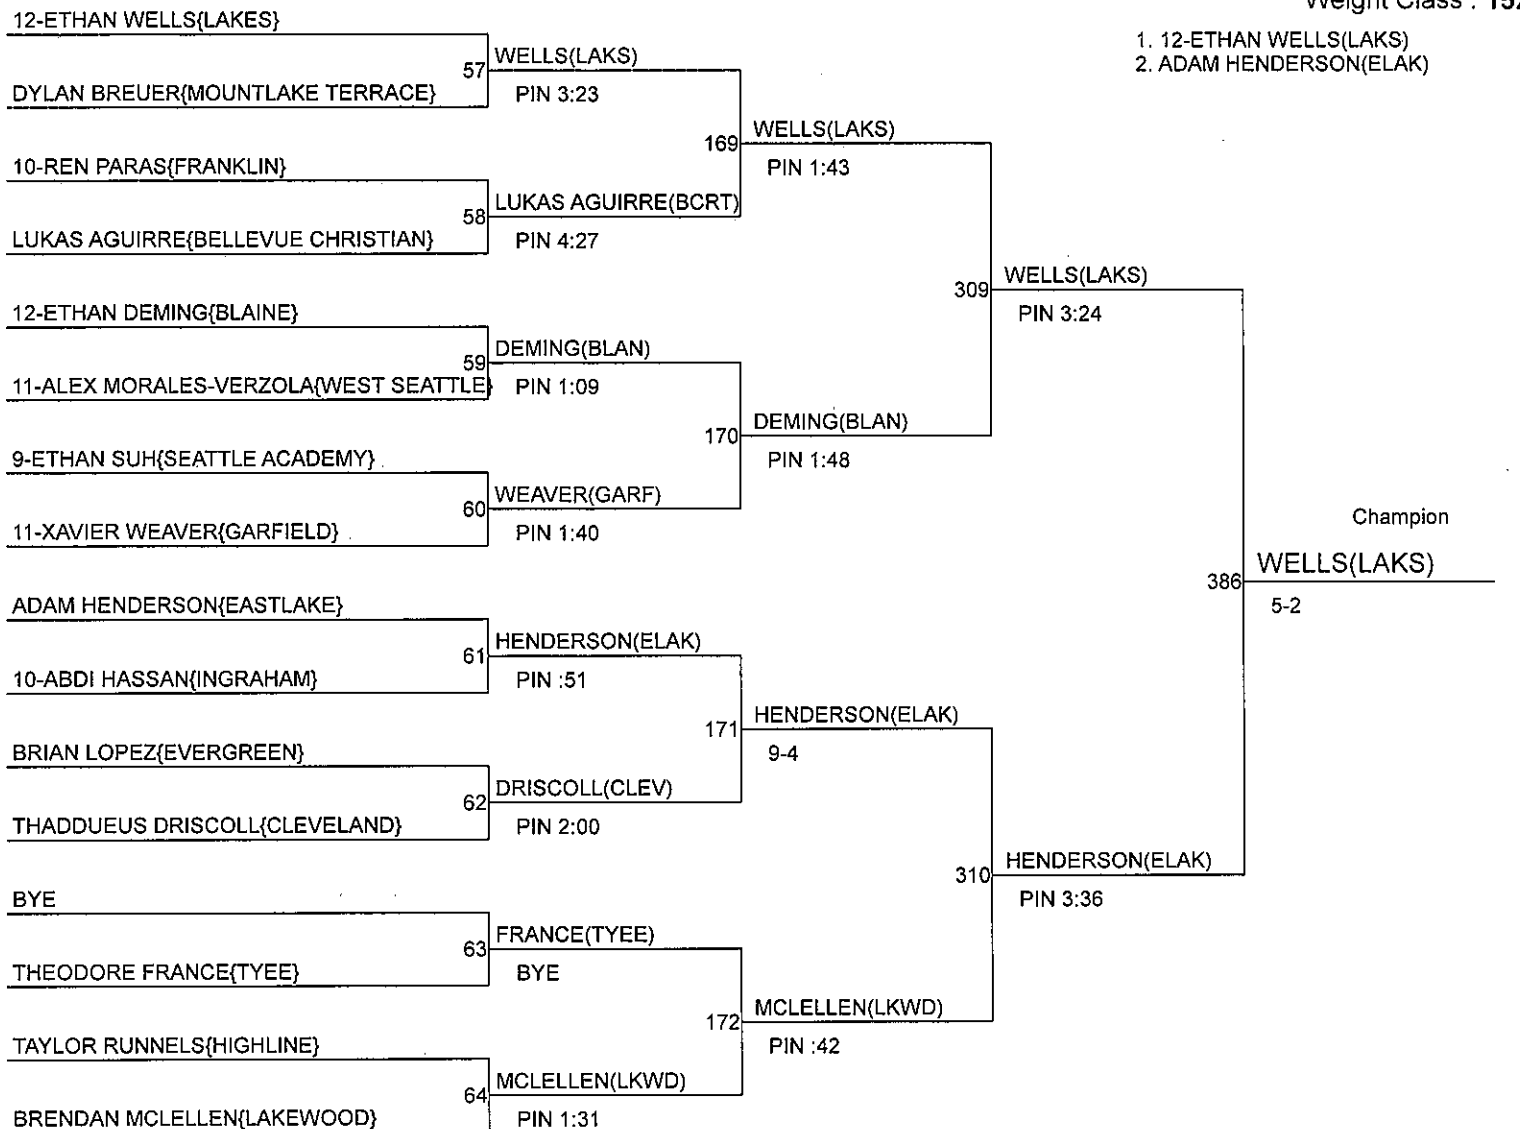 Weight Class :
1. 12-ETHAN WELLS(LAKS)
2. ADAM HENDERSON(ELAK)
12-ETHAN WELLS{LAKES}
57 WELLS(LAKS)
DYLAN BREUER{MOUNTLAKE TERRACE}
PIN 3:23
169 WELLS(LAKS)
PIN 1:43
10-REN PARAS{FRANKLIN}
58 LUKAS AGUIRRE(BCRT)
LUKAS AGUIRRE{BELLEVUE CHRISTIAN}
PIN 4:27
309 WELLS(LAKS)
PIN 3:24
12-ETHAN DEMING{BLAINE}
59 DEMING(BLAN)
11-ALEX MORALES-VERZOLA{WEST SEATTLE}
PIN 1:09
170 DEMING(BLAN)
PIN 1:48
9-ETHAN SUH{SEATTLE ACADEMY}
60 WEAVER(GARF)
11-XAVIER WEAVER{GARFIELD}
PIN 1:40
Champion
386 WELLS(LAKS)
5-2
ADAM HENDERSON{EASTLAKE}
61 HENDERSON(ELAK)
10-ABDI HASSAN{INGRAHAM}
PIN :51
171 HENDERSON(ELAK)
9-4
BRIAN LOPEZ{EVERGREEN}
62 DRISCOLL(CLEV)
THADDUEUS DRISCOLL{CLEVELAND}
PIN 2:00
310 HENDERSON(ELAK)
PIN 3:36
BYE
63 FRANCE(TYEE)
THEODORE FRANCE{TYEE}
BYE
172 MCLELLEN(LKWD)
PIN :42
TAYLOR RUNNELS{HIGHLINE}
64 MCLELLEN(LKWD)
BRENDAN MCLELLEN{LAKEWOOD}
PIN 1:31